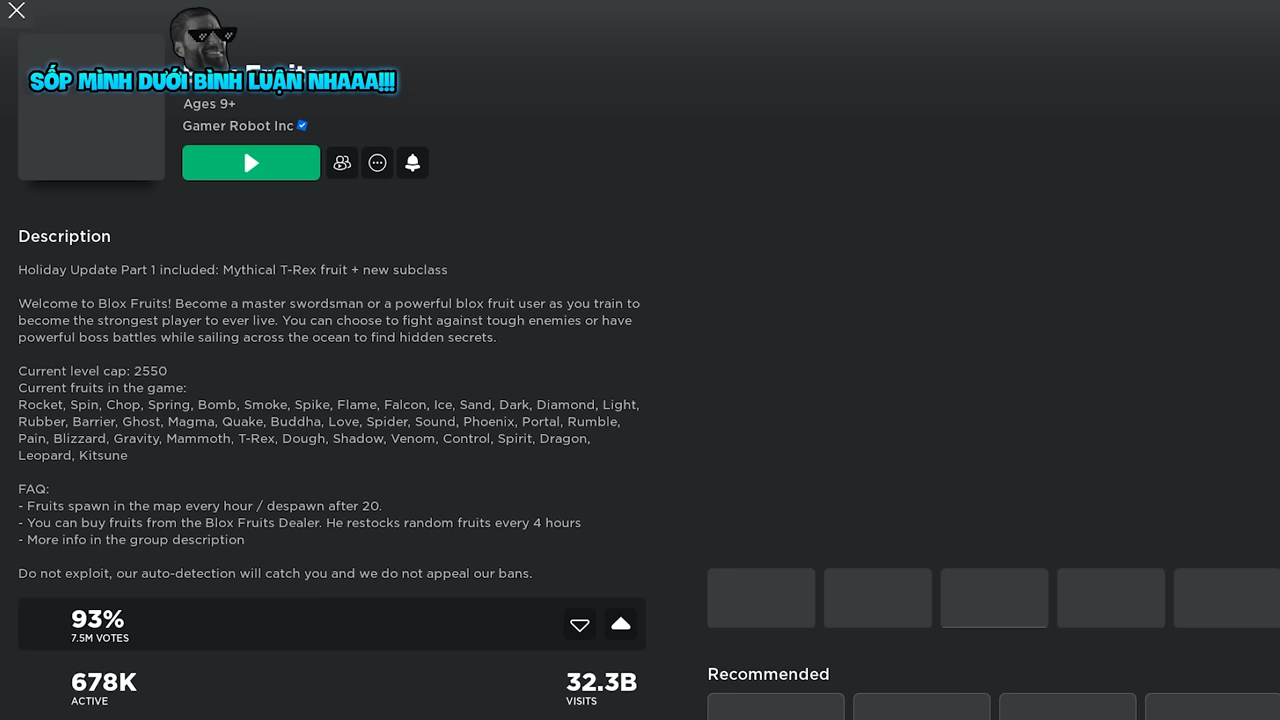 SỐP MÌNH DƯỚI BÌNH LUẬN NHAAA!!!
Ages 9+
Gamer Robot Inc
Description
Holiday Update Part 1 included: Mythical T-Rex fruit + new subclass
Welcome to Blox Fruits! Become a master swordsman or a powerful blox fruit user as you train to
become the strongest player to ever live. You can choose to fight against tough enemies or have
powerful boss battles while sailing across the ocean to find hidden secrets.
Current level cap: 2550
Current fruits in the game:
Rocket, Spin, Chop, Spring, Bomb, Smoke, Spike, Flame, Falcon, Ice, Sand, Dark, Diamond, Light,
Rubber, Barrier, Ghost, Magma, Quake, Buddha, Love, Spider, Sound, Phoenix, Portal, Rumble,
Pain, Blizzard, Gravity, Mammoth, T-Rex, Dough, Shadow, Venom, Control, Spirit, Dragon,
Leopard, Kitsune
FAQ:
- Fruits spawn in the map every hour / despawn after 20.
- You can buy fruits from the Blox Fruits Dealer. He restocks random fruits every 4 hours
- More info in the group description
Do not exploit, our auto-detection will catch you and we do not appeal our bans.
93%
7.5M VOTES
678K
ACTIVE
32.3B
VISITS
Recommended